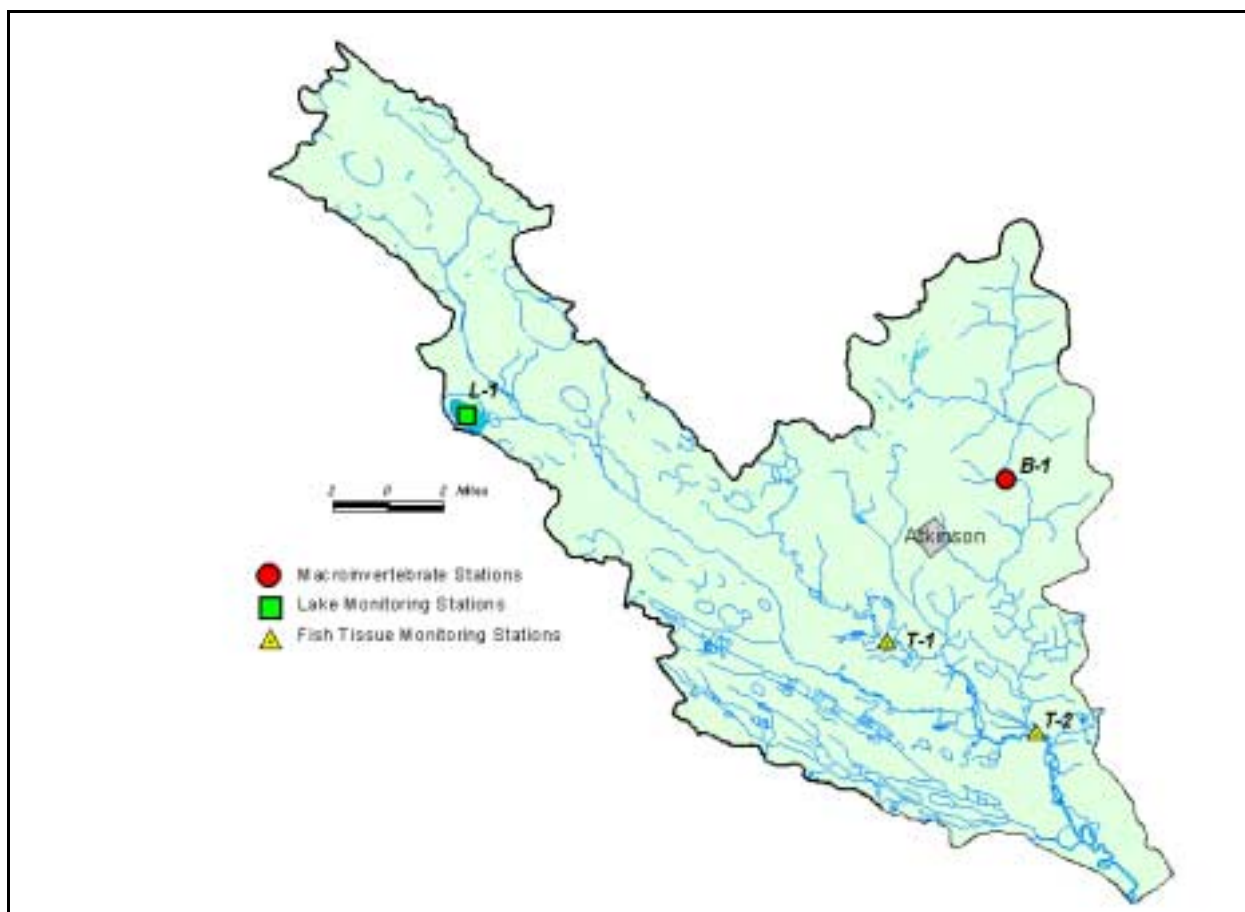 L-1
B-1
2 0 2 Miles
Atkinson
Macroinvertebrate Stations
Lake Monitoring Stations
Fish Tissue Monitoring Stations
T-1
T-2